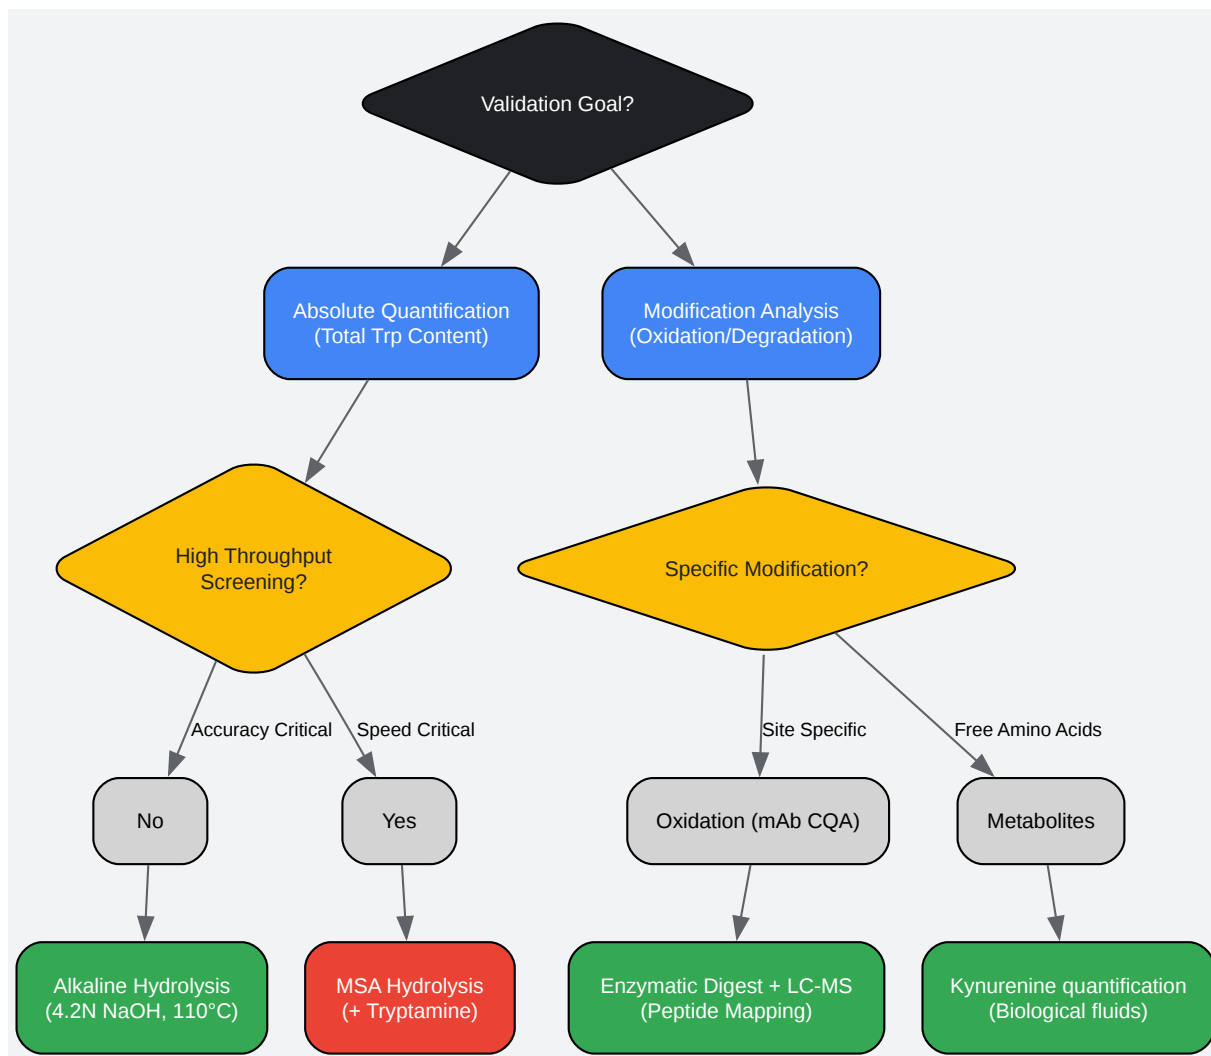 Validation Goal?
Absolute Quantification
(Total Trp Content)
Modification Analysis
(Oxidation/Degradation)
High Throughput
Screening?
Specific Modification?
Accuracy Critical
Speed Critical
Site Specific
Free Amino Acids
No
Yes
Oxidation (mAb CQA)
Metabolites
Alkaline Hydrolysis
(4.2N NaOH, 110°C)
MSA Hydrolysis
(+ Tryptamine)
Enzymatic Digest + LC-MS
(Peptide Mapping)
Kynurenine quantification
(Biological fluids)